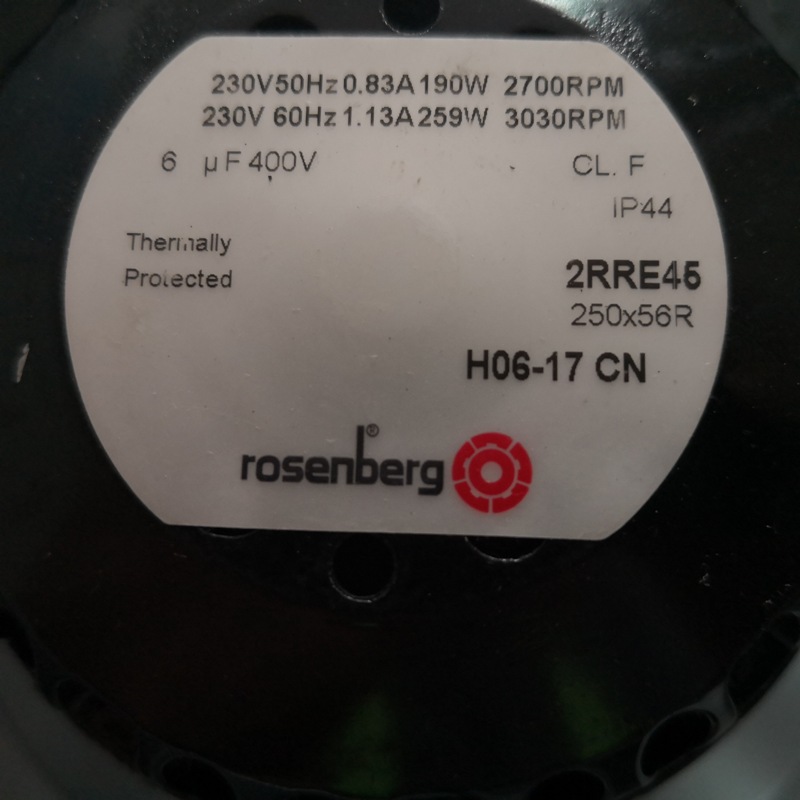 230V50Hz 0.83A 190W 2700RPM
230V 60Hz 1.13A 259W 3030RPM
6 µF 400V CL. F
IP44
Thermally
Protected
2RRE45
250x56R
H06-17 CN
rosenberg®